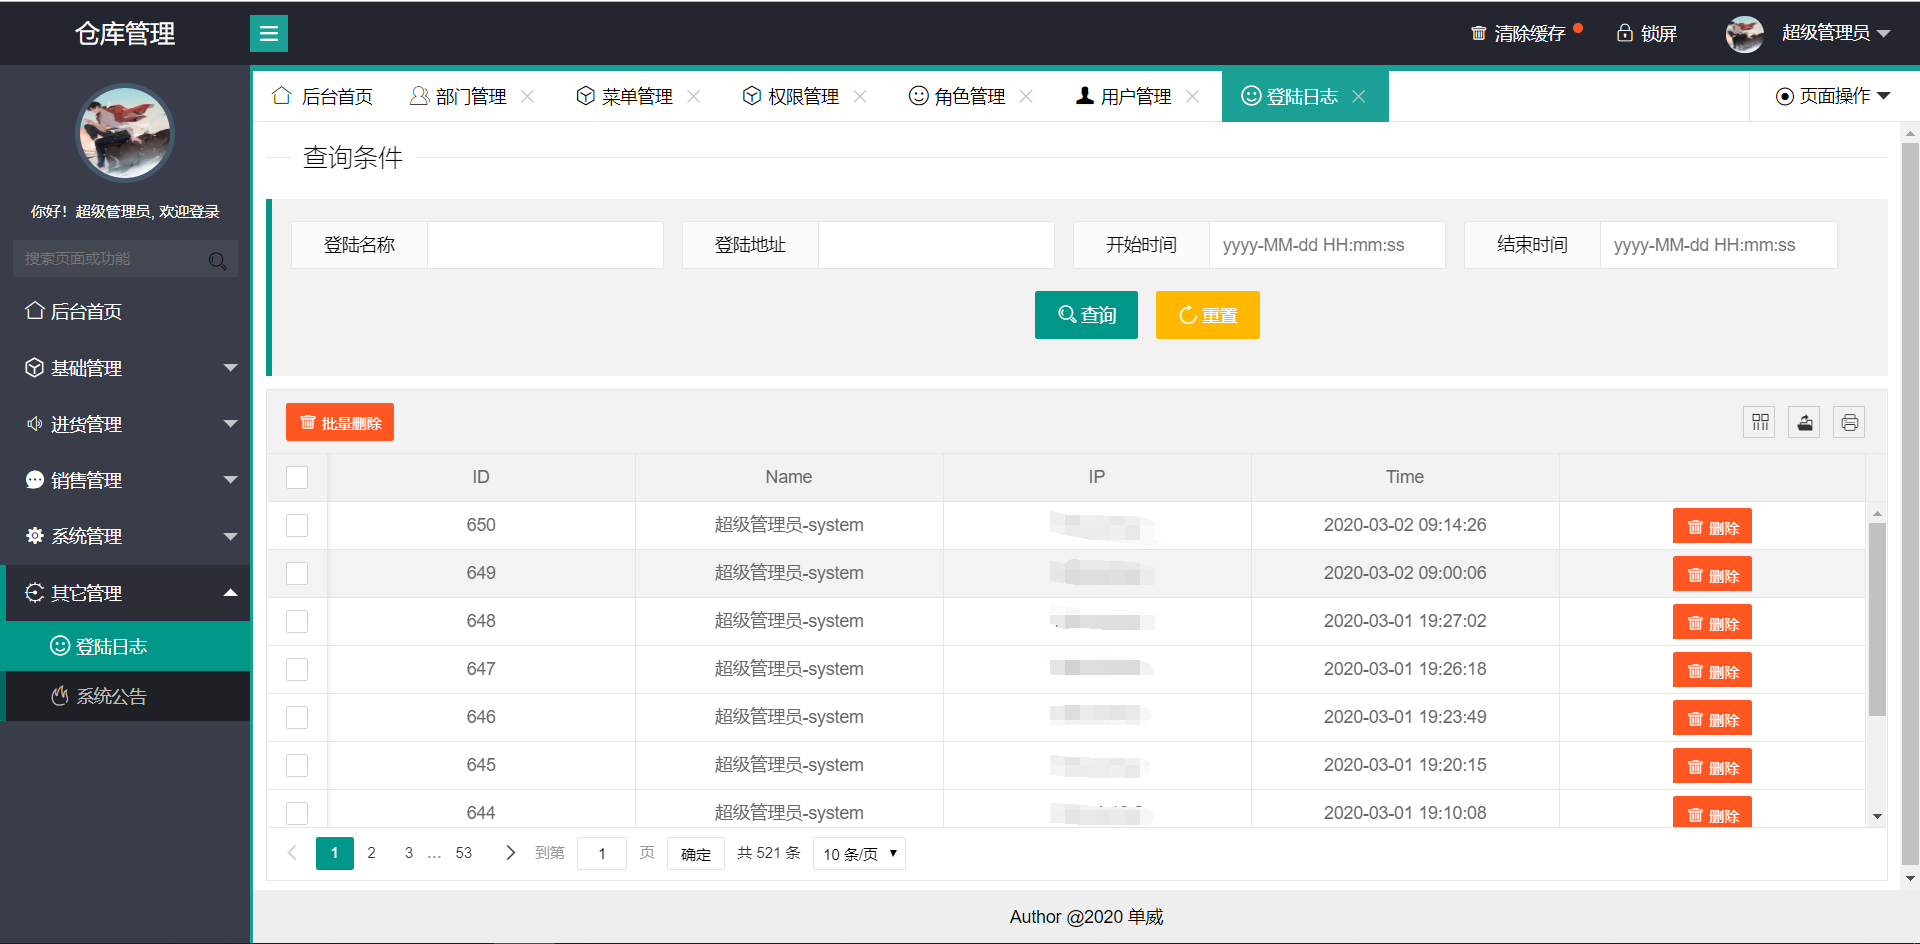 仓库管理
清除缓存
锁屏
超级管理员
你好！超级管理员, 欢迎登录
搜索页面或功能
后台首页
基础管理
进货管理
销售管理
系统管理
其它管理
登陆日志
系统公告
后台首页
部门管理
菜单管理
权限管理
角色管理
用户管理
登陆日志
页面操作
查询条件
登陆名称
登陆地址
开始时间 yyyy-MM-dd HH:mm:ss
结束时间 yyyy-MM-dd HH:mm:ss
查询
重置
批量删除
ID Name IP Time
650 超级管理员-system 2020-03-02 09:14:26 删除
649 超级管理员-system 2020-03-02 09:00:06 删除
648 超级管理员-system 2020-03-01 19:27:02 删除
647 超级管理员-system 2020-03-01 19:26:18 删除
646 超级管理员-system 2020-03-01 19:23:49 删除
645 超级管理员-system 2020-03-01 19:20:15 删除
644 超级管理员-system 2020-03-01 19:10:08 删除
1 2 3 … 53 到第 1 页 确定 共 521 条 10 条/页
Author @2020 单威